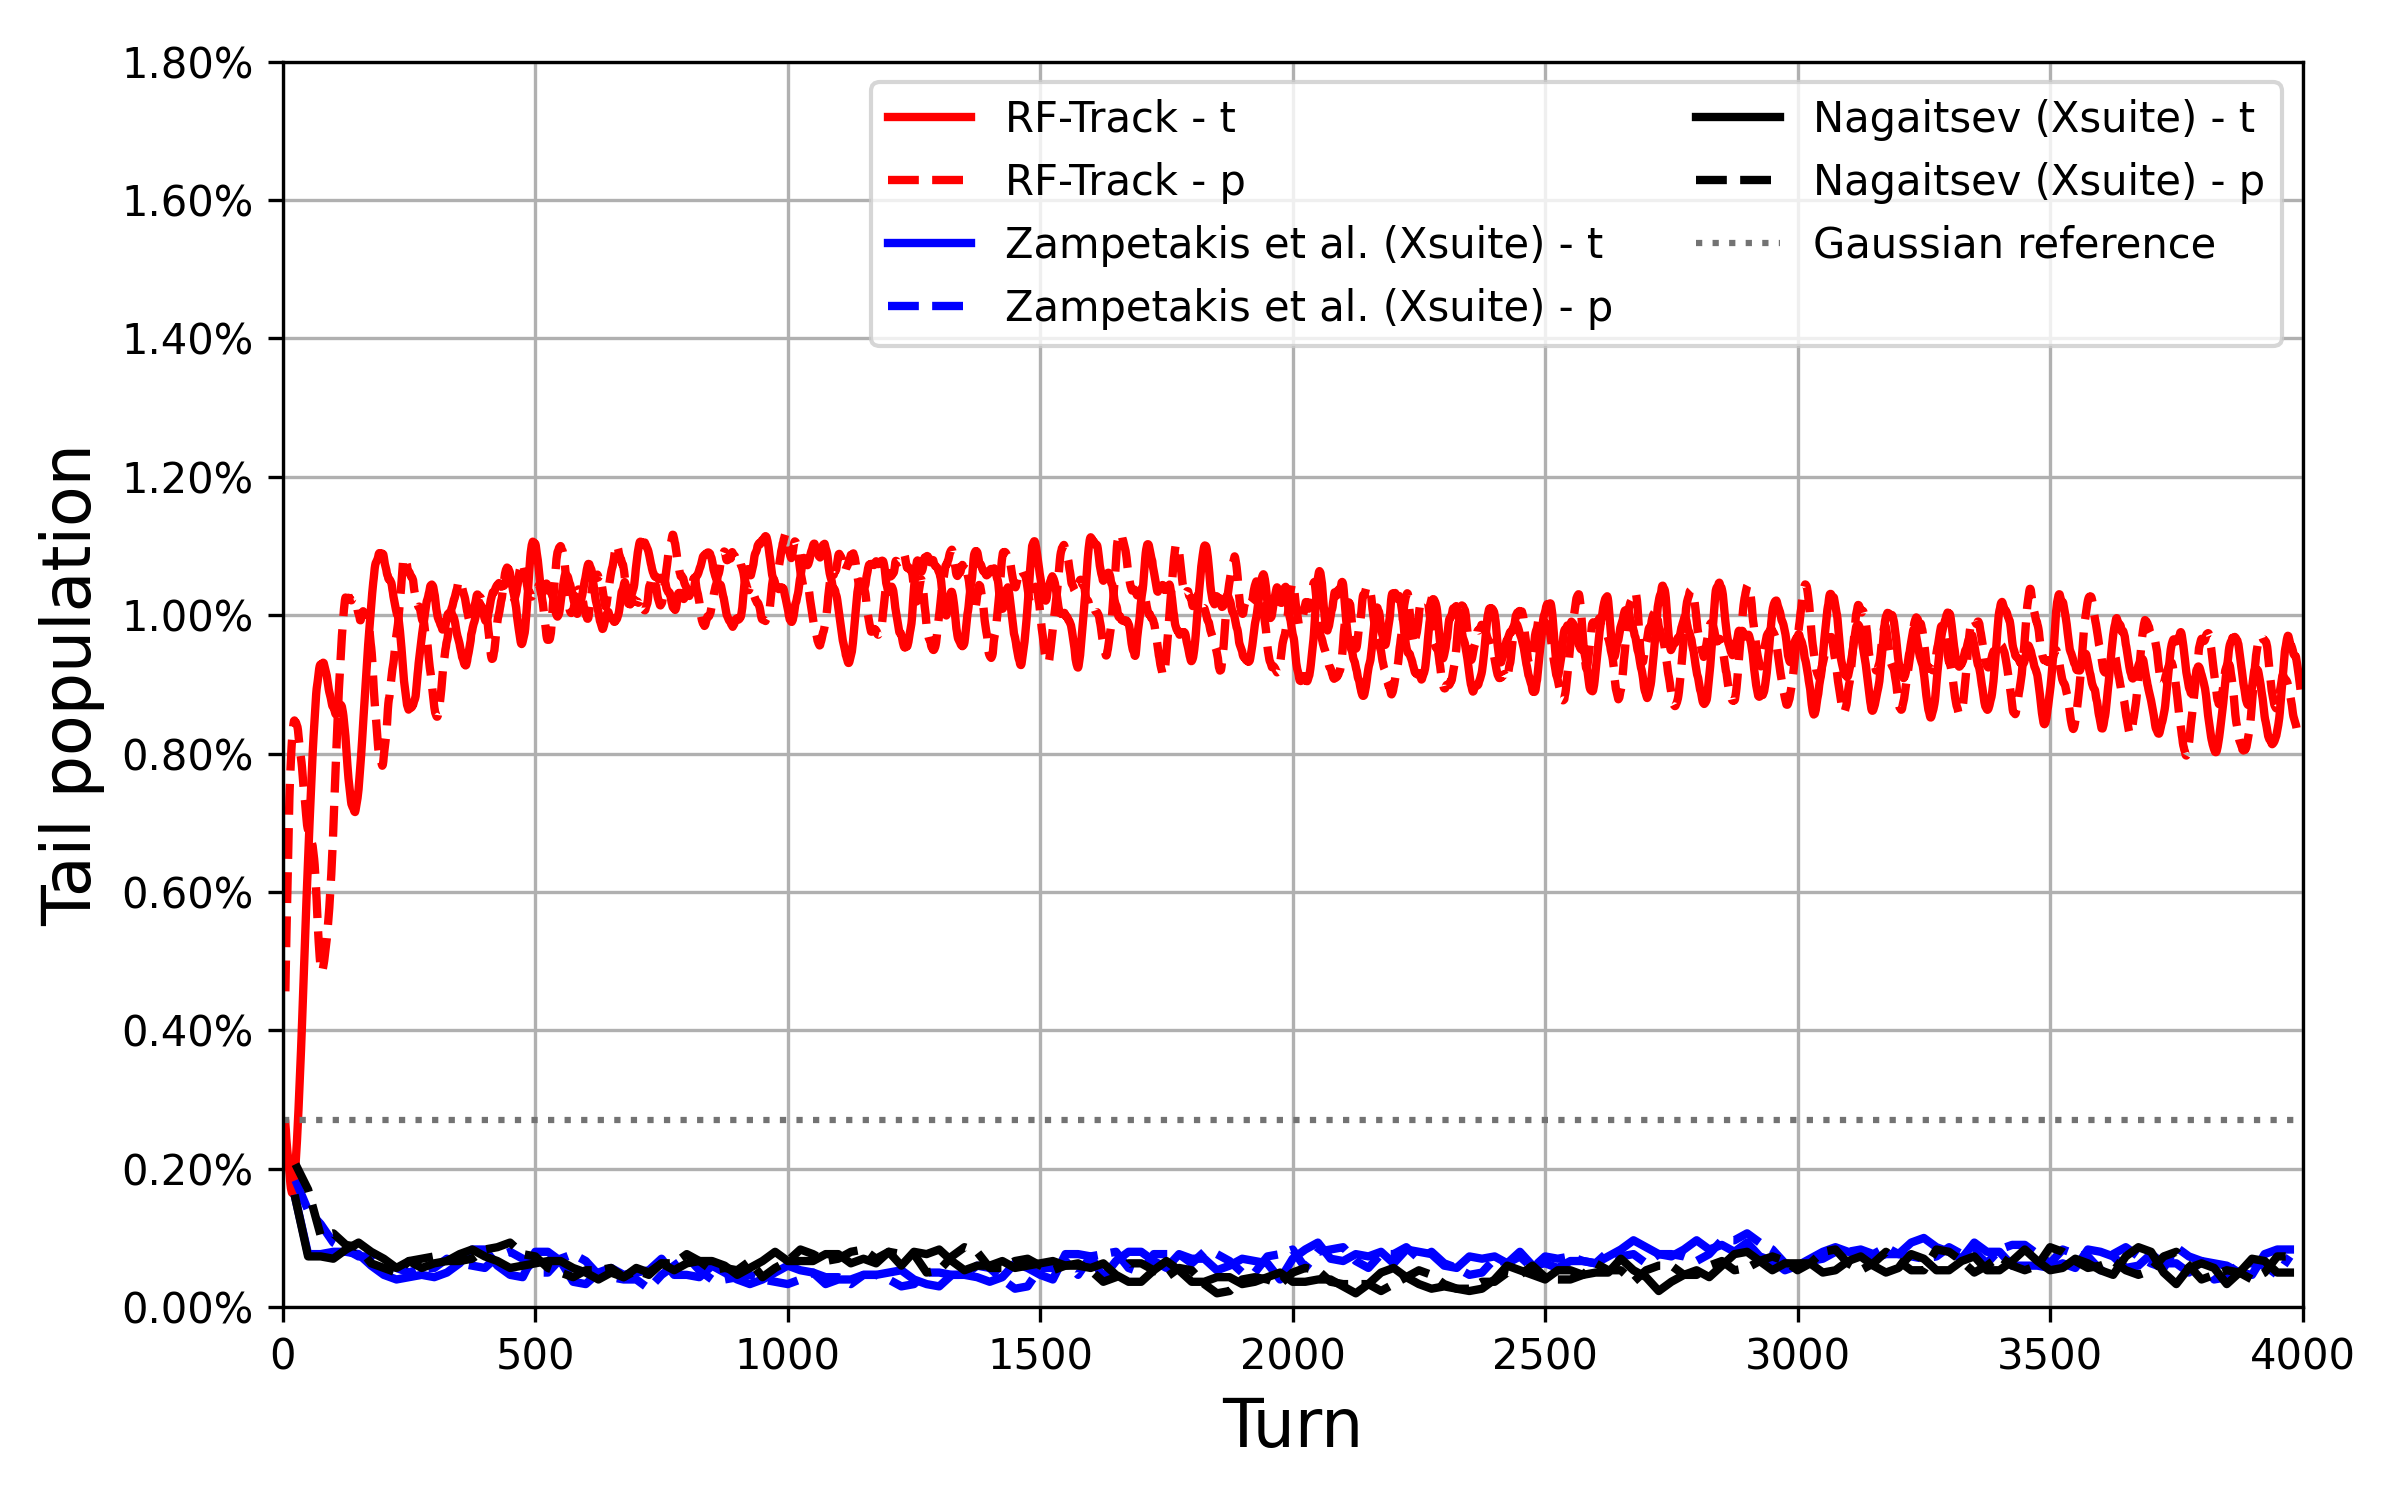 1.80%
1.60%
1.40%
1.20%
1.00%
0.80%
0.60%
0.40%
0.20%
0.00%
Tail population
RF-Track - t
RF-Track - p
Zampetakis et al. (Xsuite) - t
Zampetakis et al. (Xsuite) - p
Nagaitsev (Xsuite) - t
Nagaitsev (Xsuite) - p
Gaussian reference
0 500 1000 1500 2000 2500 3000 3500 4000
Turn